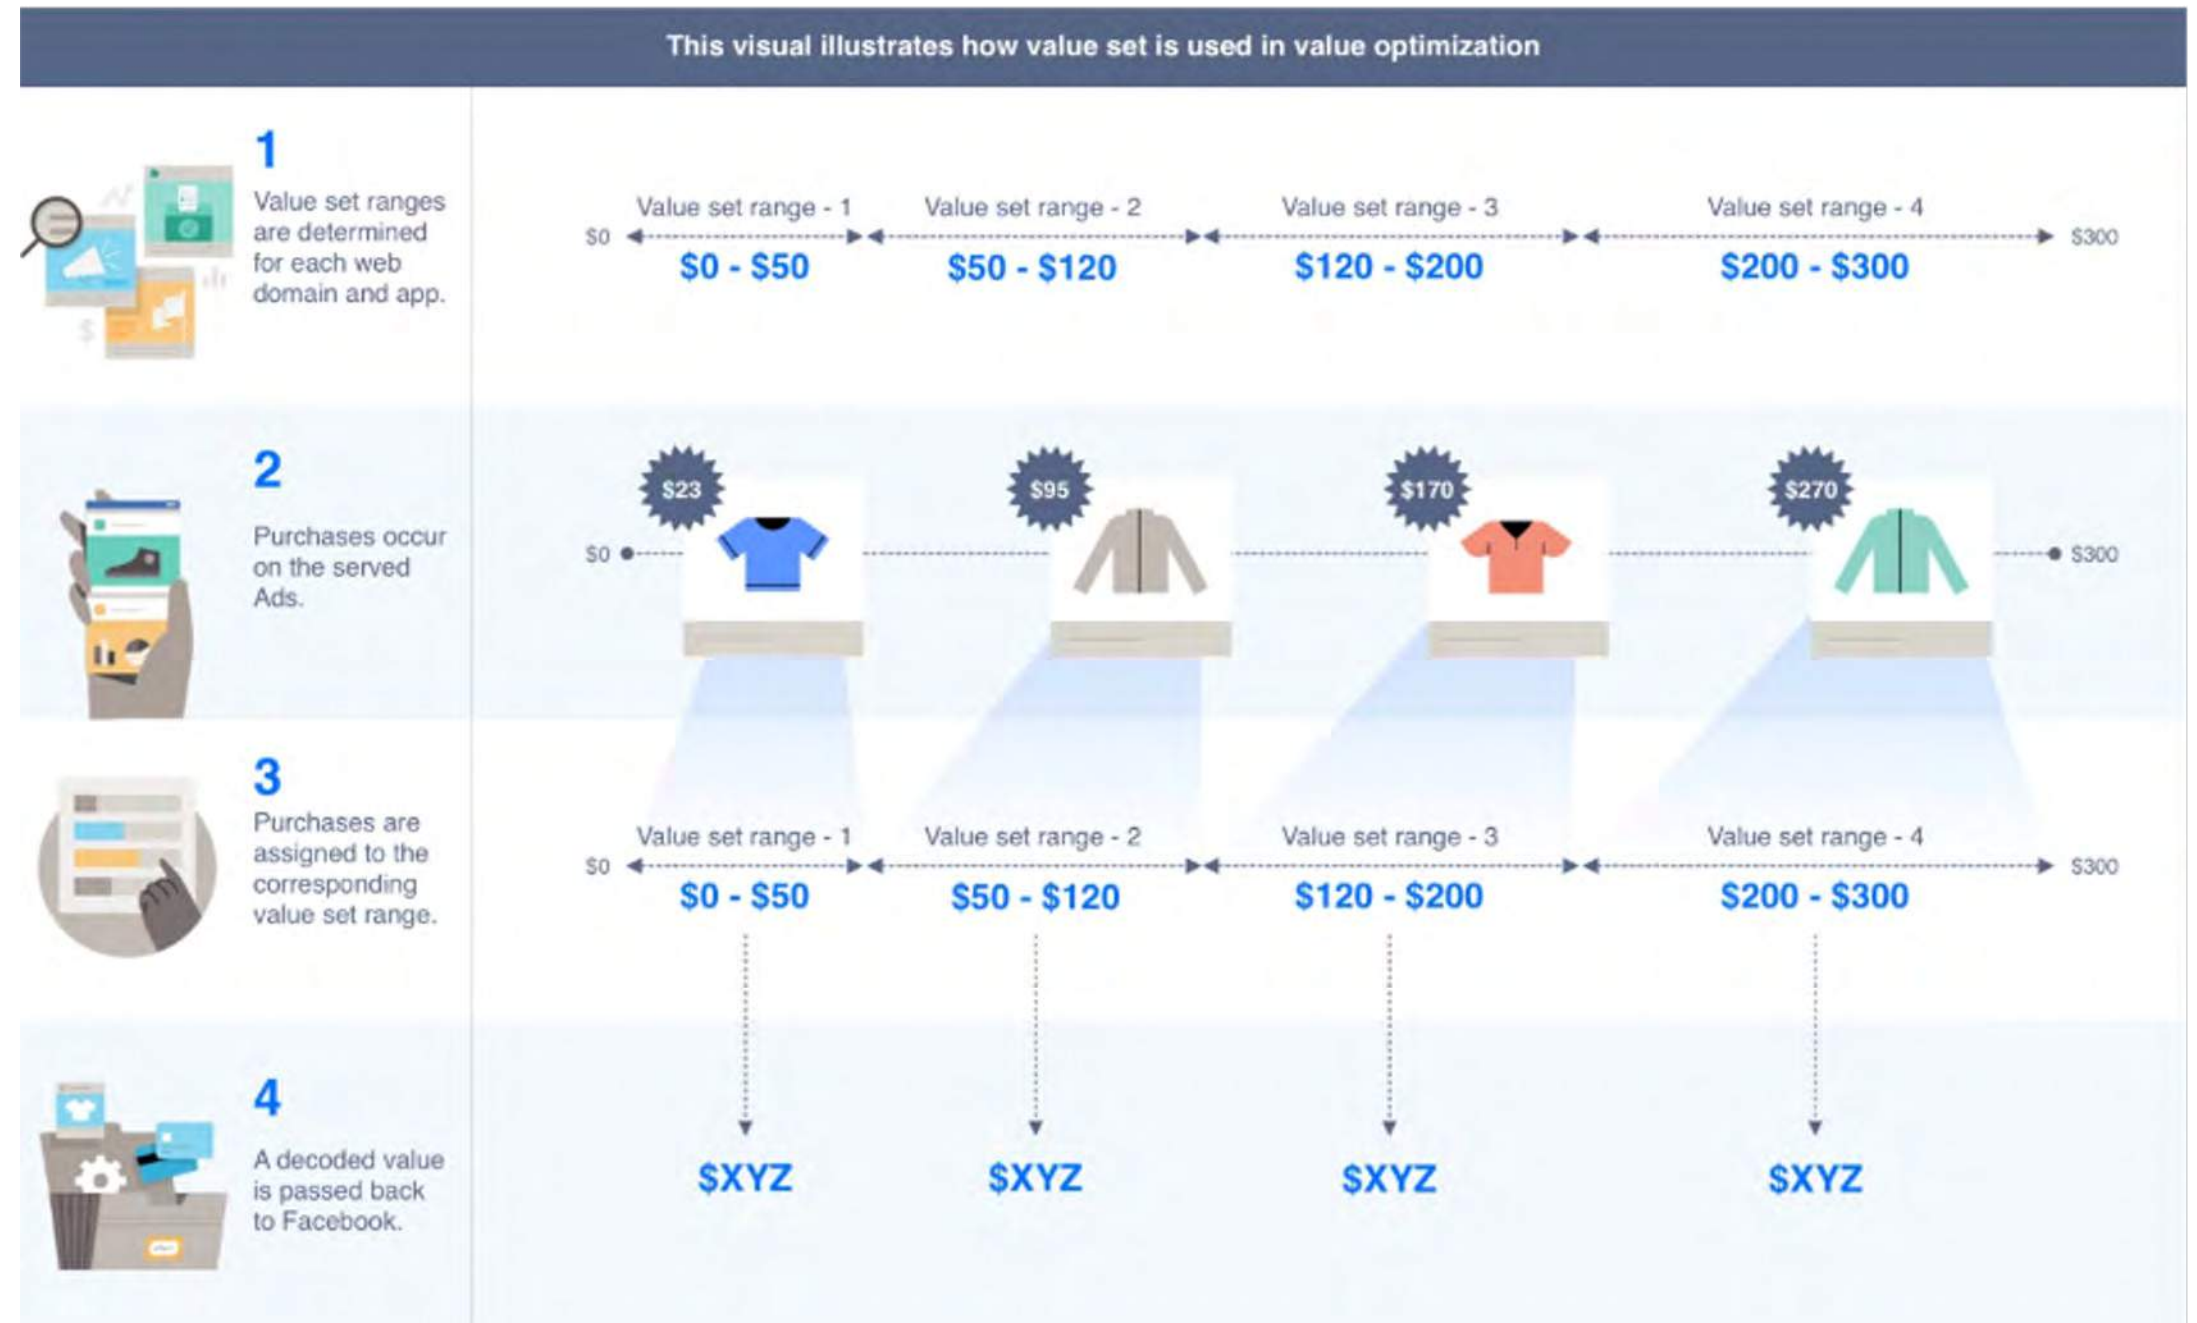 This visual illustrates how value set is used in value optimization
1
Value set ranges
are determined
for each web
domain and app.
Value set range - 1
Value set range - 2
Value set range - 3
Value set range - 4
$0
$300
$0 - $50
$50 - $120
$120 - $200
$200 - $300
2
Purchases occur
on the served
Ads.
$23
$95
$170
$270
$0
$300
3
Purchases are
assigned to the
corresponding
value set range.
Value set range - 1
Value set range - 2
Value set range - 3
Value set range - 4
$0
$300
$0 - $50
$50 - $120
$120 - $200
$200 - $300
4
A decoded value
is passed back
to Facebook.
$XYZ
$XYZ
$XYZ
$XYZ